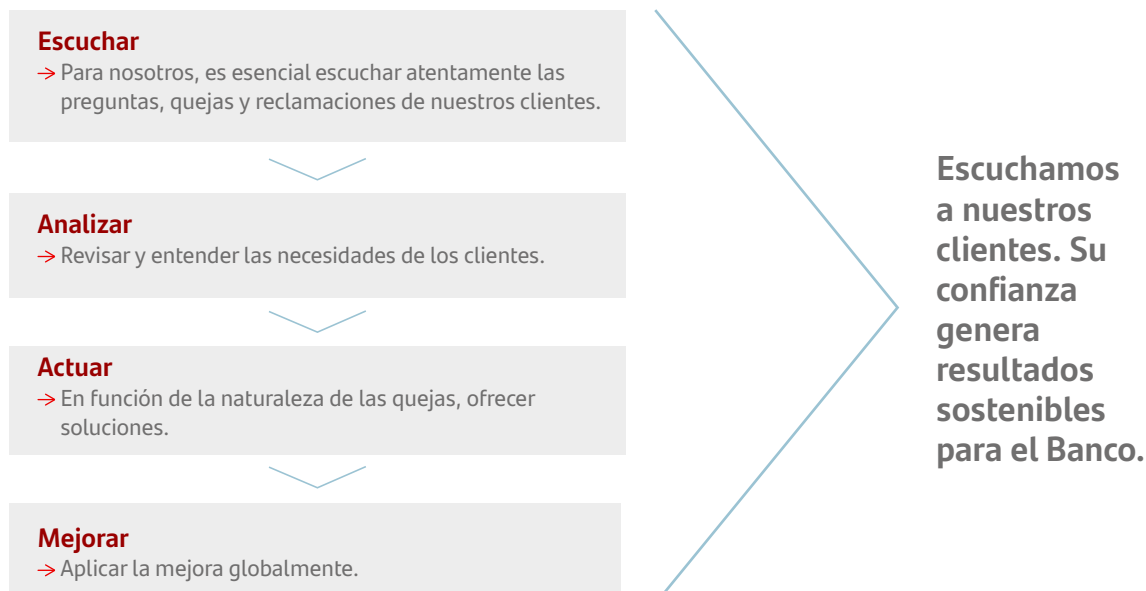 Escuchar
→ Para nosotros, es esencial escuchar atentamente las
preguntas, quejas y reclamaciones de nuestros clientes.
Analizar
→ Revisar y entender las necesidades de los clientes.
Actuar
→ En función de la naturaleza de las quejas, ofrecer
soluciones.
Mejorar
→ Aplicar la mejora globalmente.
Escuchamos
a nuestros
clientes. Su
confianza
genera
resultados
sostenibles
para el Banco.